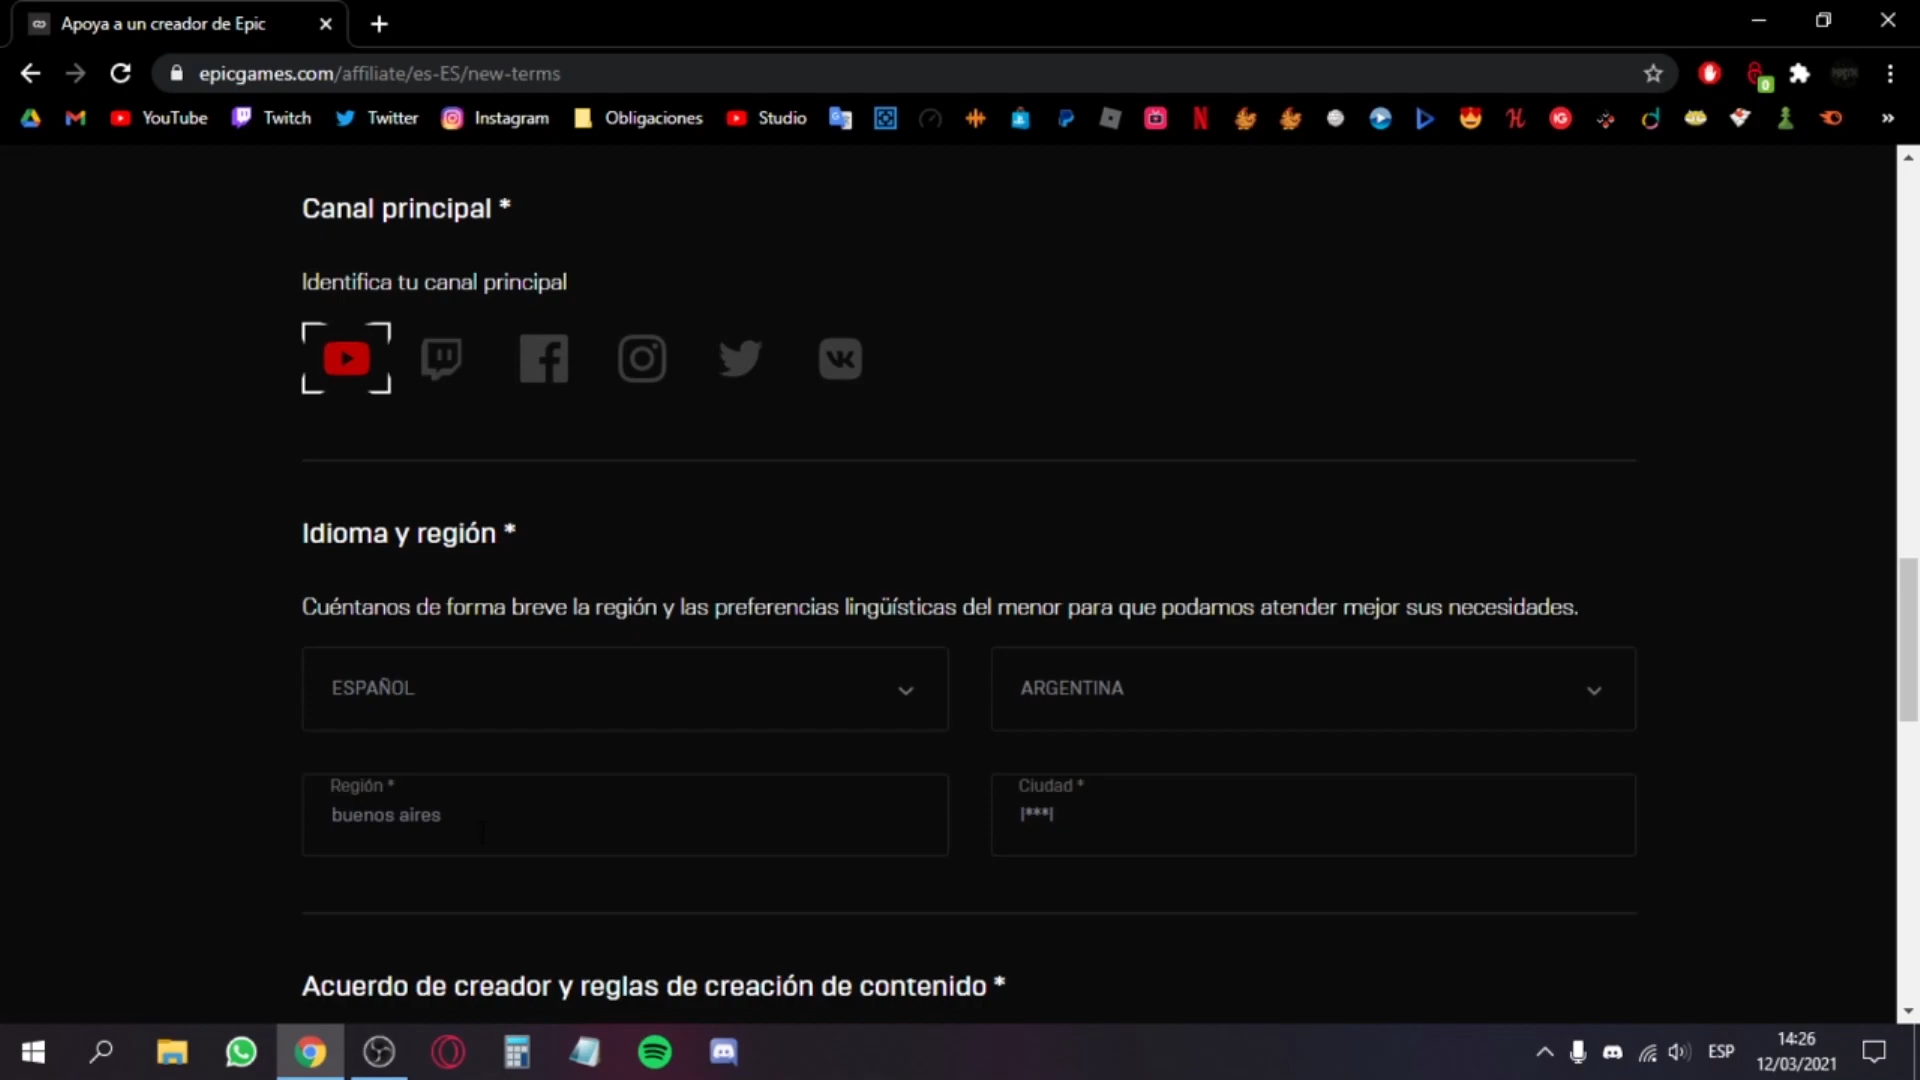 Apoya a un creador de Epic
epicgames.com/affiliate/es-ES/new-terms
YouTube
Twitch
Twitter
Instagram
Obligaciones
Studio
Canal principal *
Identifica tu canal principal
Idioma y región *
Cuéntanos de forma breve la región y las preferencias lingüísticas del menor para que podamos atender mejor sus necesidades.
ESPAÑOL
ARGENTINA
Región *
buenos aires
Ciudad *
l***l
Acuerdo de creador y reglas de creación de contenido *
ESP
14:26
12/03/2021